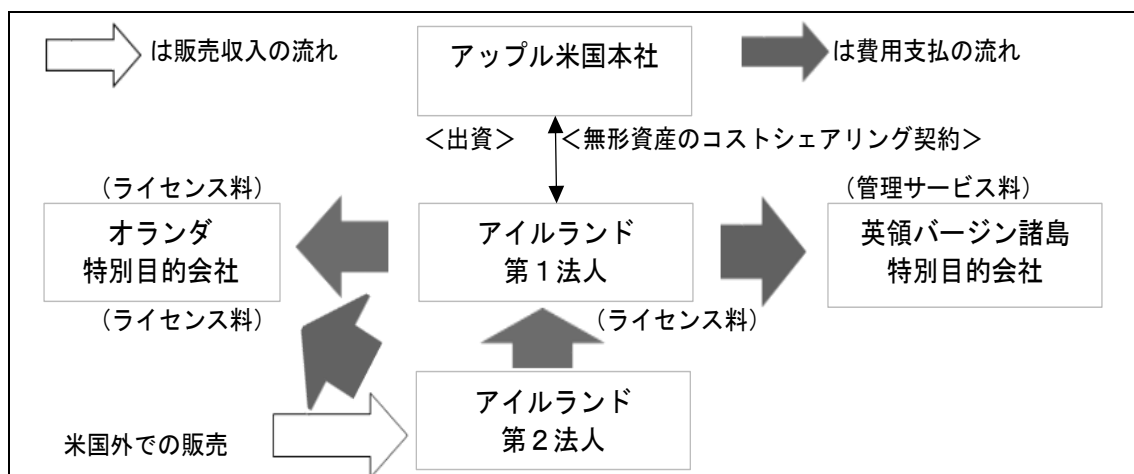 は販売収入の流れ
アップル米国本社
は費用支払の流れ
＜出資＞
＜無形資産のコストシェアリング契約＞
（ライセンス料）
（管理サービス料）
オランダ
特別目的会社
アイルランド
第１法人
英領バージン諸島
特別目的会社
（ライセンス料）
（ライセンス料）
米国外での販売
アイルランド
第２法人